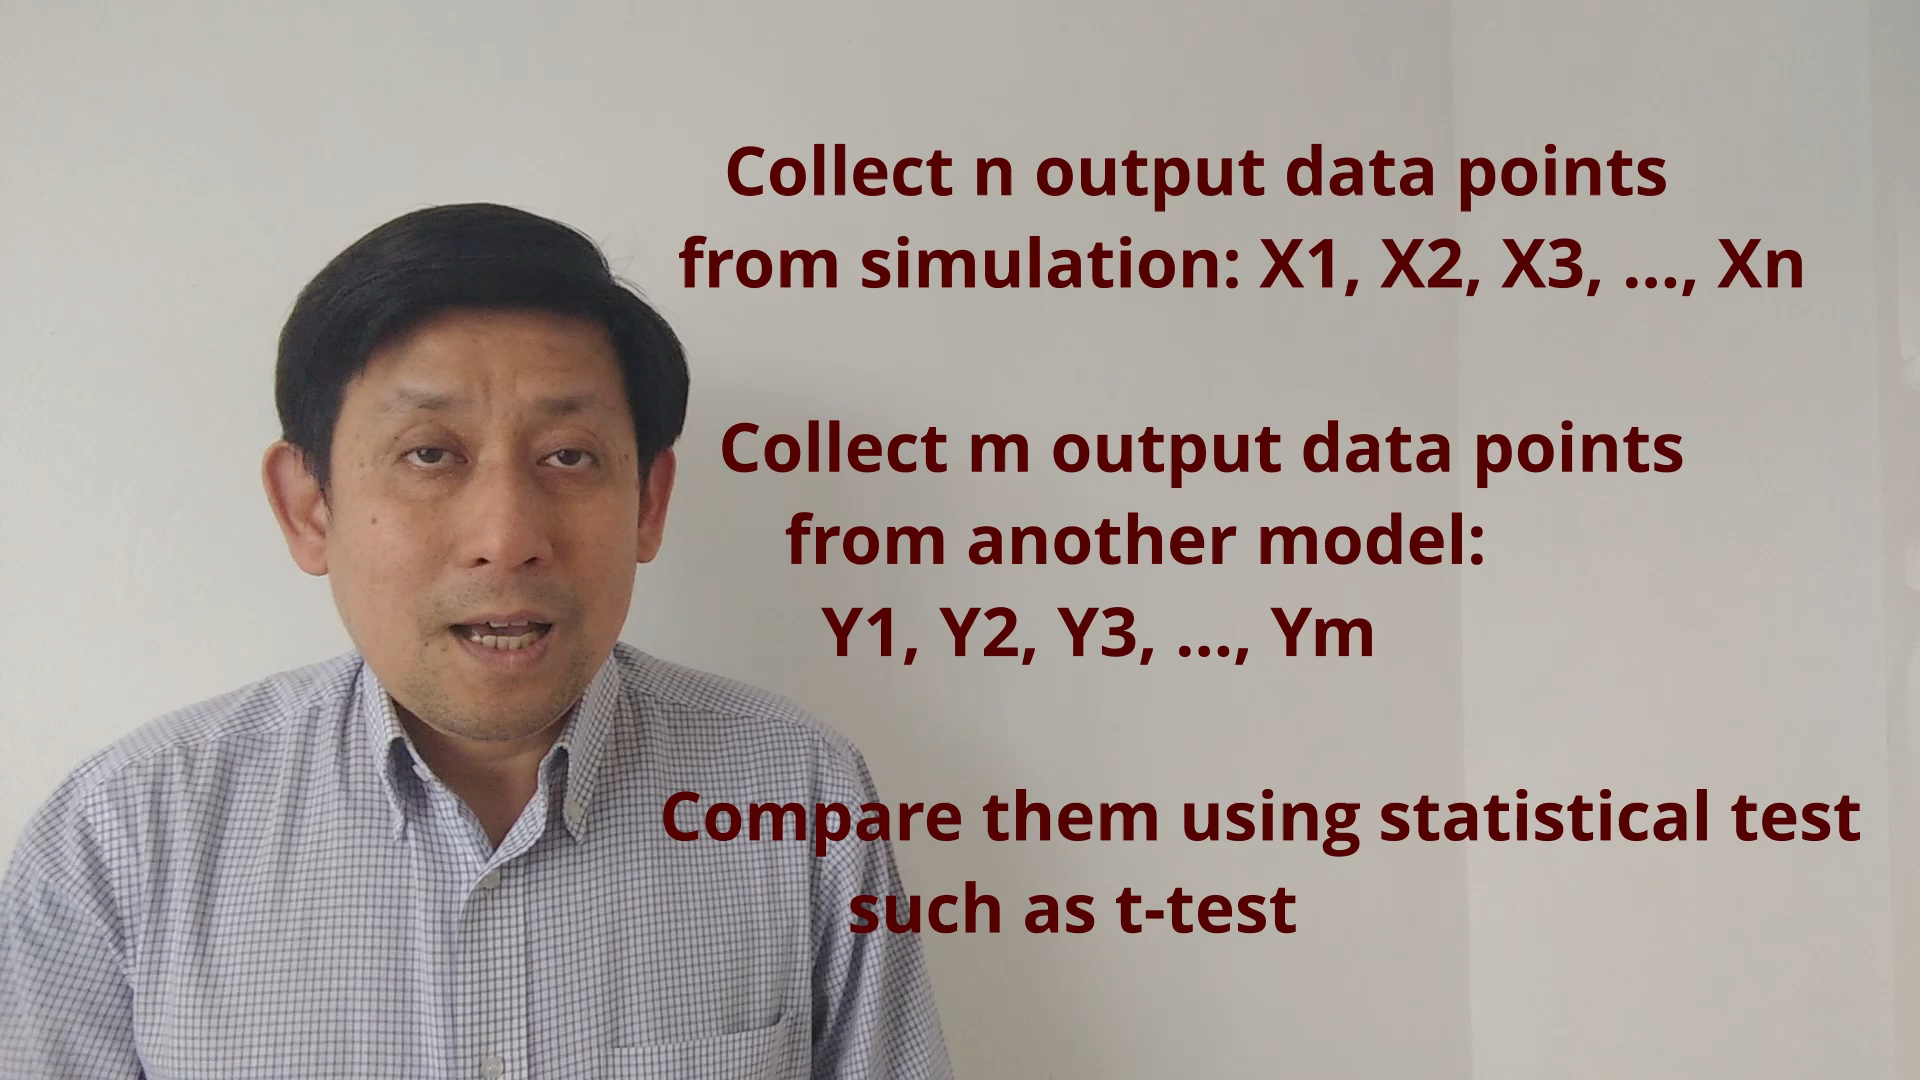 Collect n output data points
from simulation: X1, X2, X3, ..., Xn
Collect m output data points
from another model:
Y1, Y2, Y3, ..., Ym
Compare them using statistical test
such as t-test